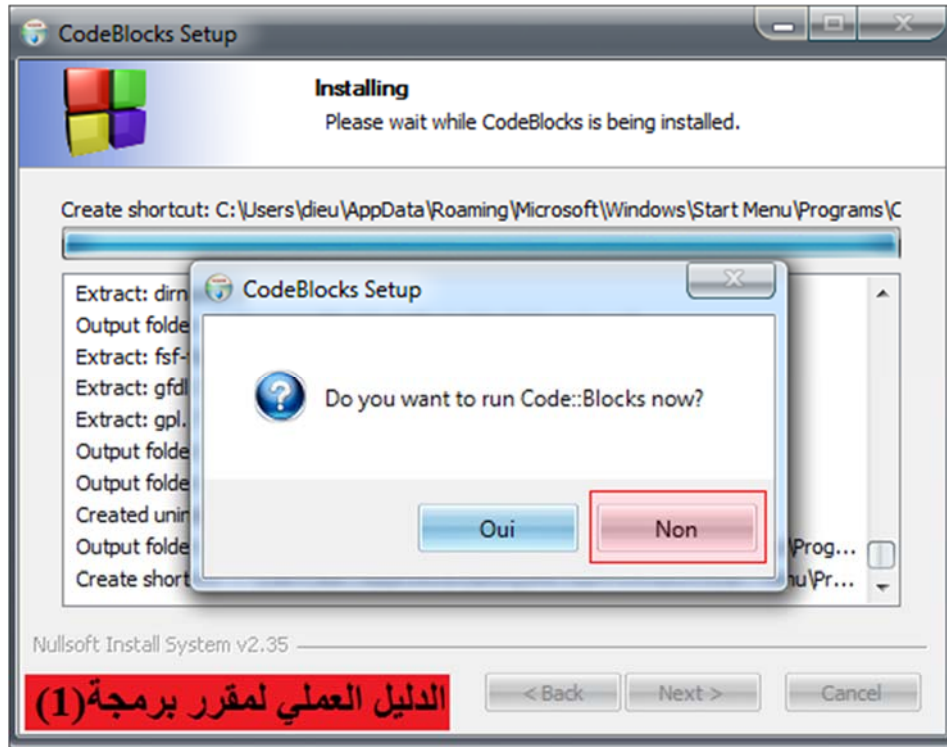 CodeBlocks Setup
Installing
Please wait while CodeBlocks is being installed.
Create shortcut: C:\Users\dieu\AppData\Roaming\Microsoft\Windows\Start Menu\Programs\C
Extract: dirn
Output folde
Extract: fsf-
Extract: gfdl
Extract: gpl.
Output folde
Output folde
Created unin
Output folde \Prog...
Create short nu\Pr...
CodeBlocks Setup
Do you want to run Code::Blocks now?
Oui Non
Nullsoft Install System v2.35
الدليل العملي لمقرر برمجة(1)
< Back Next > Cancel